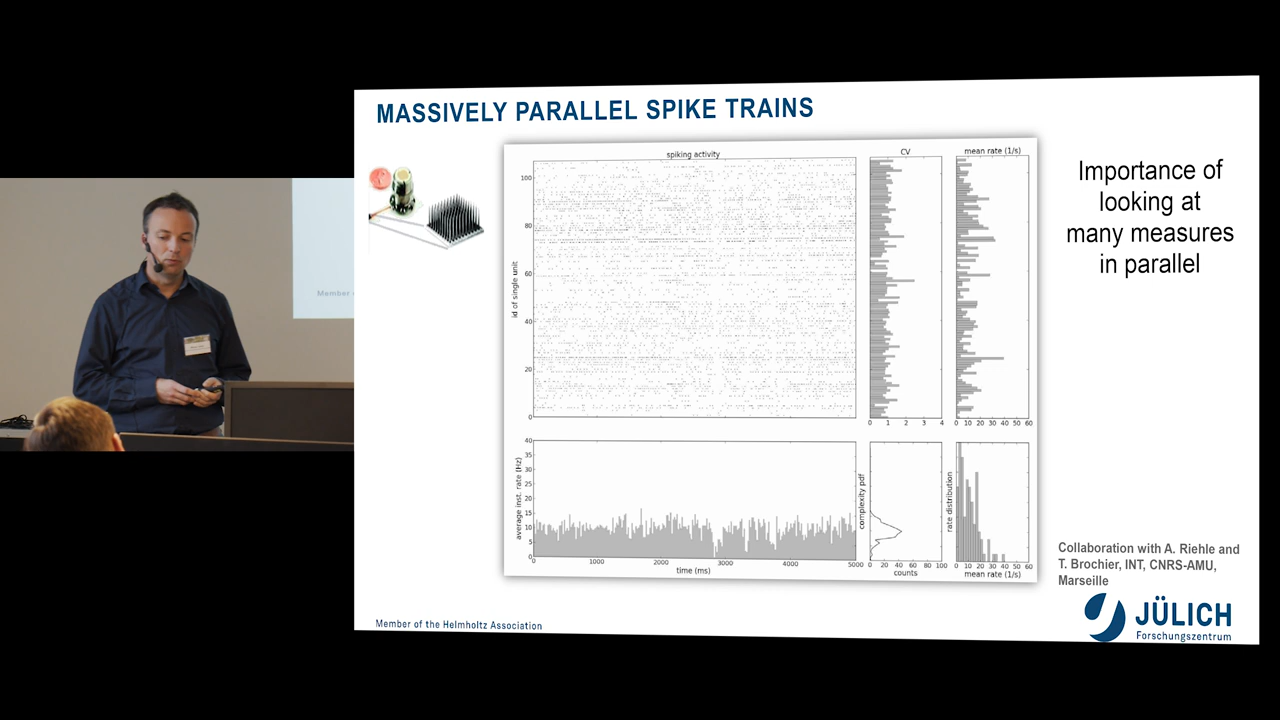 MASSIVELY PARALLEL SPIKE TRAINS
spiking activity
CV
mean rate (1/s)
id of single unit
100
80
60
40
20
0
0 1 2 3 4
0 10 20 30 40 50 60
Importance of
looking at
many measures
in parallel
average inst. rate (Hz)
40
35
30
25
20
15
10
5
0
0 1000 2000 3000 4000 5000
time (ms)
complexity pdf
0 20 40 60 80 100
counts
rate distribution
0 10 20 30 40 50 60
mean rate (1/s)
Collaboration with A. Riehle and
T. Brochier, INT, CNRS-AMU,
Marseille
Member of the Helmholtz Association
JÜLICH
Forschungszentrum
Member